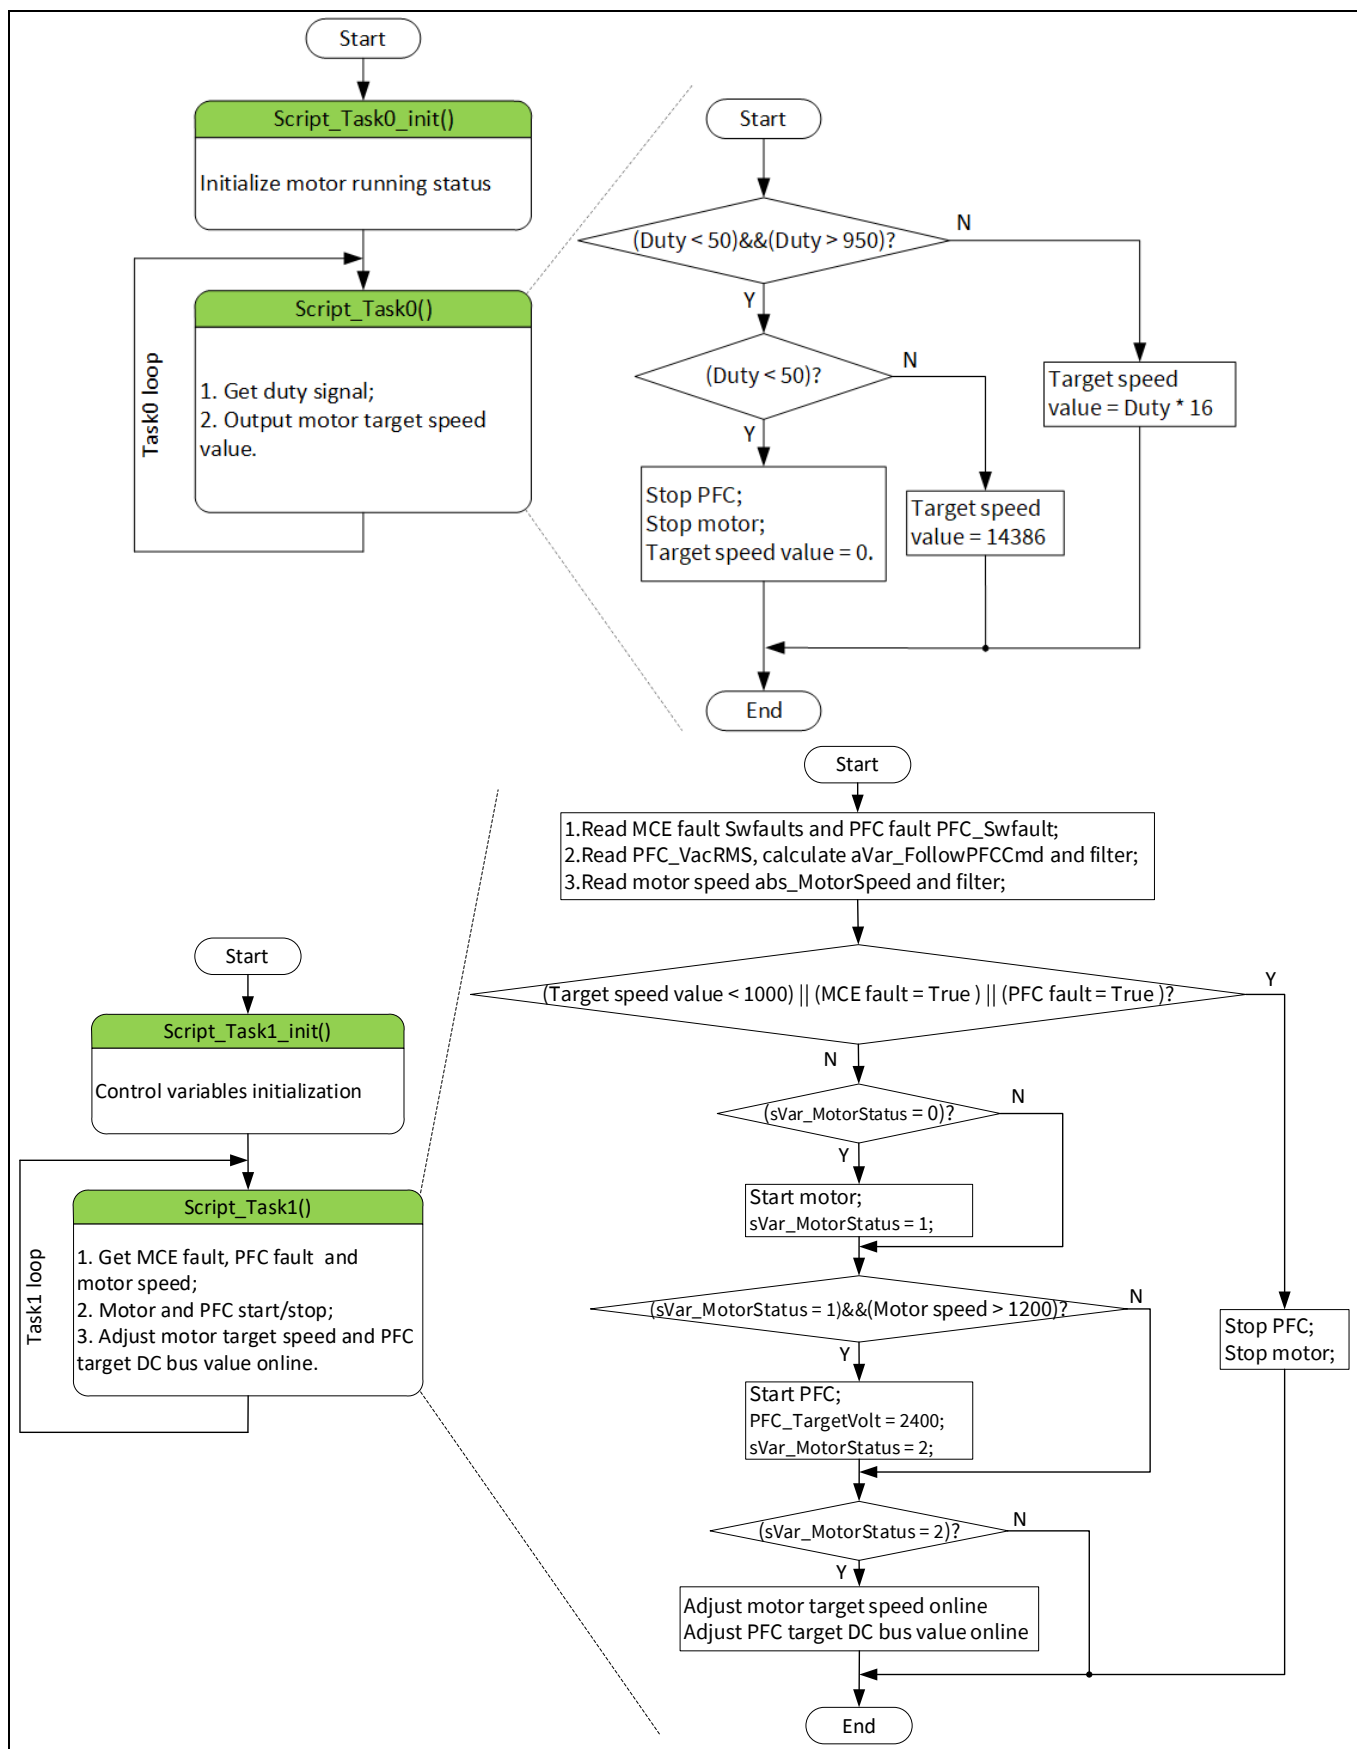 Start
Script_Task0_init()
Initialize motor running status
Task0 loop
Script_Task0()
1. Get duty signal;
2. Output motor target speed
value.
Start
(Duty < 50)&&(Duty > 950)?
N
Y
(Duty < 50)?
N
Y
Target speed
value = Duty * 16
Stop PFC;
Stop motor;
Target speed value = 0.
Target speed
value = 14386
End
Start
Script_Task1_init()
Control variables initialization
Task1 loop
Script_Task1()
1. Get MCE fault, PFC fault and
motor speed;
2. Motor and PFC start/stop;
3. Adjust motor target speed and PFC
target DC bus value online.
Start
1.Read MCE fault Swfaults and PFC fault PFC_Swfault;
2.Read PFC_VacRMS, calculate aVar_FollowPFCCmd and filter;
3.Read motor speed abs_MotorSpeed and filter;
(Target speed value < 1000) || (MCE fault = True ) || (PFC fault = True )?
Y
N
(sVar_MotorStatus = 0)?
N
Y
Start motor;
sVar_MotorStatus = 1;
(sVar_MotorStatus = 1)&&(Motor speed > 1200)?
N
Y
Stop PFC;
Stop motor;
Start PFC;
PFC_TargetVolt = 2400;
sVar_MotorStatus = 2;
(sVar_MotorStatus = 2)?
N
Y
Adjust motor target speed online
Adjust PFC target DC bus value online
End